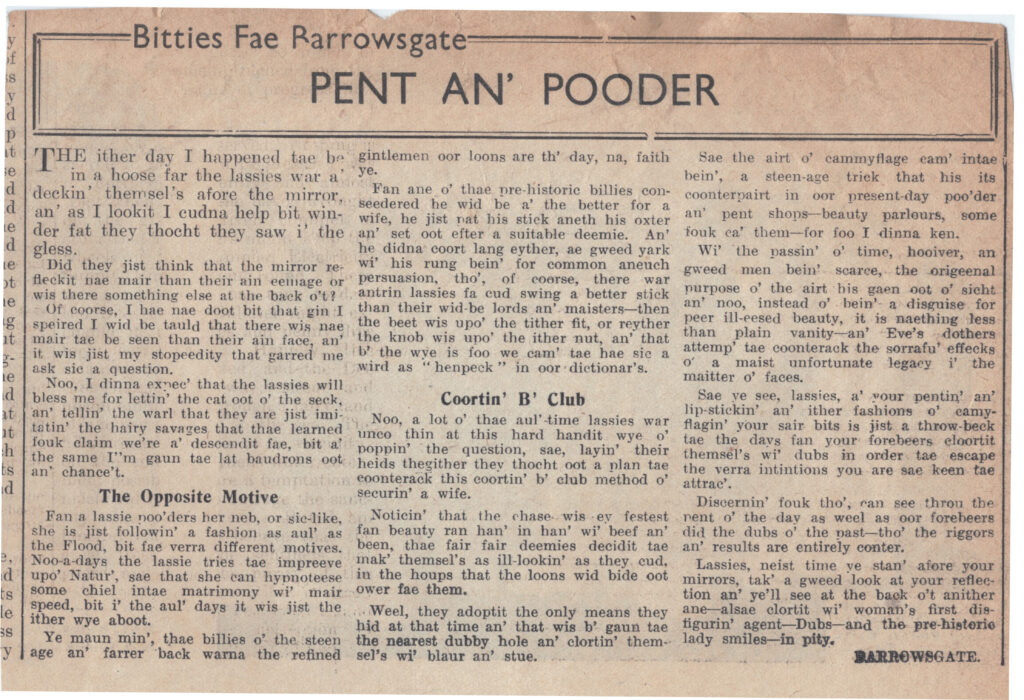 Bitties Fae Barrowsgate
PENT AN' POODER
THE ither day I happened tae be
in a hoose far the lassies war a'
deckin' themsel's afore the mirror,
an' as I lookit I cudna help bit win-
der fat they thocht they saw i' the
gless.
Did they jist think that the mirror re-
fleckit nae mair than their ain eemage or
wis there something else at the back o't?
Of coorse, I hae nae doot bit that gin I
speired I wid be tauld that there wis nae
mair tae be seen than their ain face, an'
it wis jist my stopeedity that garred me
ask sic a question.
Noo, I dinna expec' that the lassies will
bless me for lettin' the cat oot o' the seck,
an' tellin' the warl that they are jist imi-
tatin' the hairy savages that thae learned
fouk claim we're a' descendit fae, bit a'
the same I"m gaun tae lat baudrons oot
an' chance't.
The Opposite Motive
Fan a lassie poo'ders her neb, or sic-like,
she is jist followin' a fashion as aul' as
the Flood, bit fae verra different motives.
Noo-a-days the lassie tries tae impreeve
upo' Natur', sae that she can hypnoteese
some chiel intae matrimony wi' mair
speed, bit i' the aul' days it wis jist the
ither wye aboot.
Ye maun min', thae billies o' the steen
age an' farrer back warna the refined
gintlemen oor loons are th' day, na, faith
ye.
Fan ane o' thae pre-historic billies con-
seedered he wid be a' the better for a
wife, he jist pat his stick aneth his oxter
an' set oot efter a suitable deemie. An'
he didna coort lang eyther, ae gweed yark
wi' his rung bein' for common aneuch
persuasion, tho', of coorse, there war
antrin lassies fa cud swing a better stick
than their wid-be lords an' maisters—then
the beet wis upo' the tither fit, or reyther
the knob wis upo' the ither nut, an' that
b' the wye is foo we cam' tae hae sic a
wird as "henpeck" in oor dictionar's.
Coortin' B' Club
Noo, a lot o' thae aul'-time lassies war
unco thin at this hard handit wye o'
poppin' the question, sae, layin' their
heids thegither they thocht oot a plan tae
coonterack this coortin' b' club method o'
securin' a wife.
Noticin' that the chase wis ey festest
fan beauty ran han' in han' wi' beef an'
been, thae fair fair deemies decidit tae
mak' themsel's as ill-lookin' as they cud,
in the houps that the loons wid bide oot
ower fae them.
Weel, they adoptit the only means they
hid at that time an' that wis b' gaun tae
the nearest dubby hole an' clortin' them-
sel's wi' blaur an' stue.
Sae the airt o' cammyflage cam' intae
bein', a steen-age trick that his its
coonterpairt in oor present-day poo'der
an' pent shops—beauty parlours, some
fouk ca' them—for foo I dinna ken.
Wi' the passin' o' time, hooiver, an
gweed men bein' scarce, the origeenal
purpose o' the airt his gaen oot o' sicht
an' noo, instead o' bein' a disguise for
peer ill-eesed beauty, it is naething less
than plain vanity—an' Eve's dothers
attemp' tae coonterack the sorrafu' effecks
o' a maist unfortunate legacy i' the
maitter o' faces.
Sae ye see, lassies, a' your pentin' an'
lip-stickin' an' ither fashions o' camy-
flagin' your sair bits is jist a throw-beck
tae the days fan your forebeers cloortit
themsel's wi' dubs in order tae escape
the verra intintions you are sae keen tae
attrac'.
Discernin' fouk tho', can see throu the
pent o' the day as weel as oor forebeers
did the dubs o' the past—tho' the riggors
an' results are entirely conter.
Lassies, neist time ye stan' afore your
mirrors, tak' a gweed look at your reflec-
tion an' ye'll see at the back o't anither
ane—alsae clortit wi' woman's first dis-
figurin' agent—Dubs—and the pre-historic
lady smiles—in pity.
BARROWSGATE.